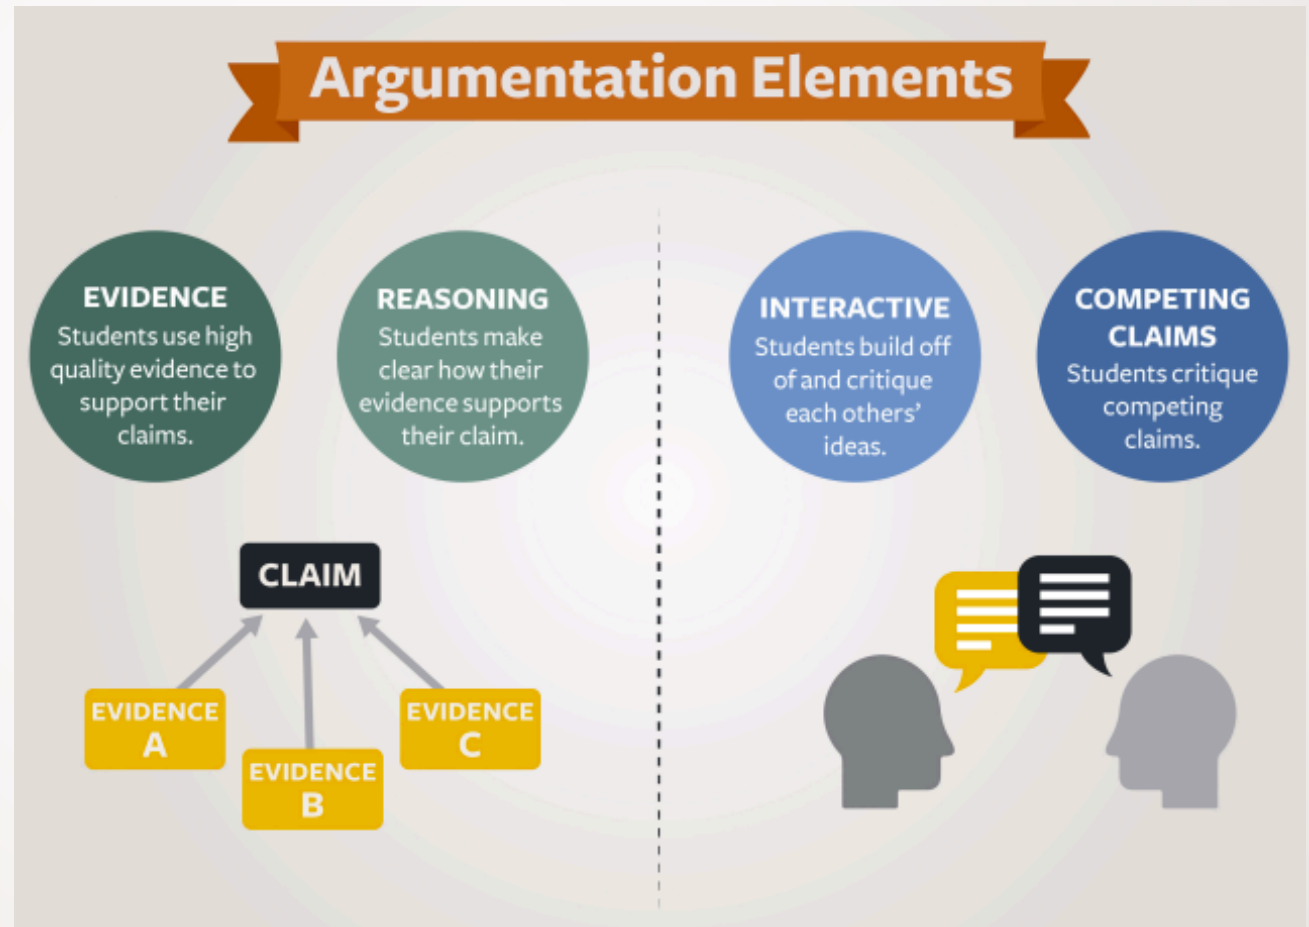 Argumentation Elements
EVIDENCE
Students use high
quality evidence to
support their
claims.
REASONING
Students make
clear how their
evidence supports
their claim.
INTERACTIVE
Students build off
of and critique
each others’
ideas.
COMPETING
CLAIMS
Students critique
competing
claims.
CLAIM
EVIDENCE
A
EVIDENCE
B
EVIDENCE
C